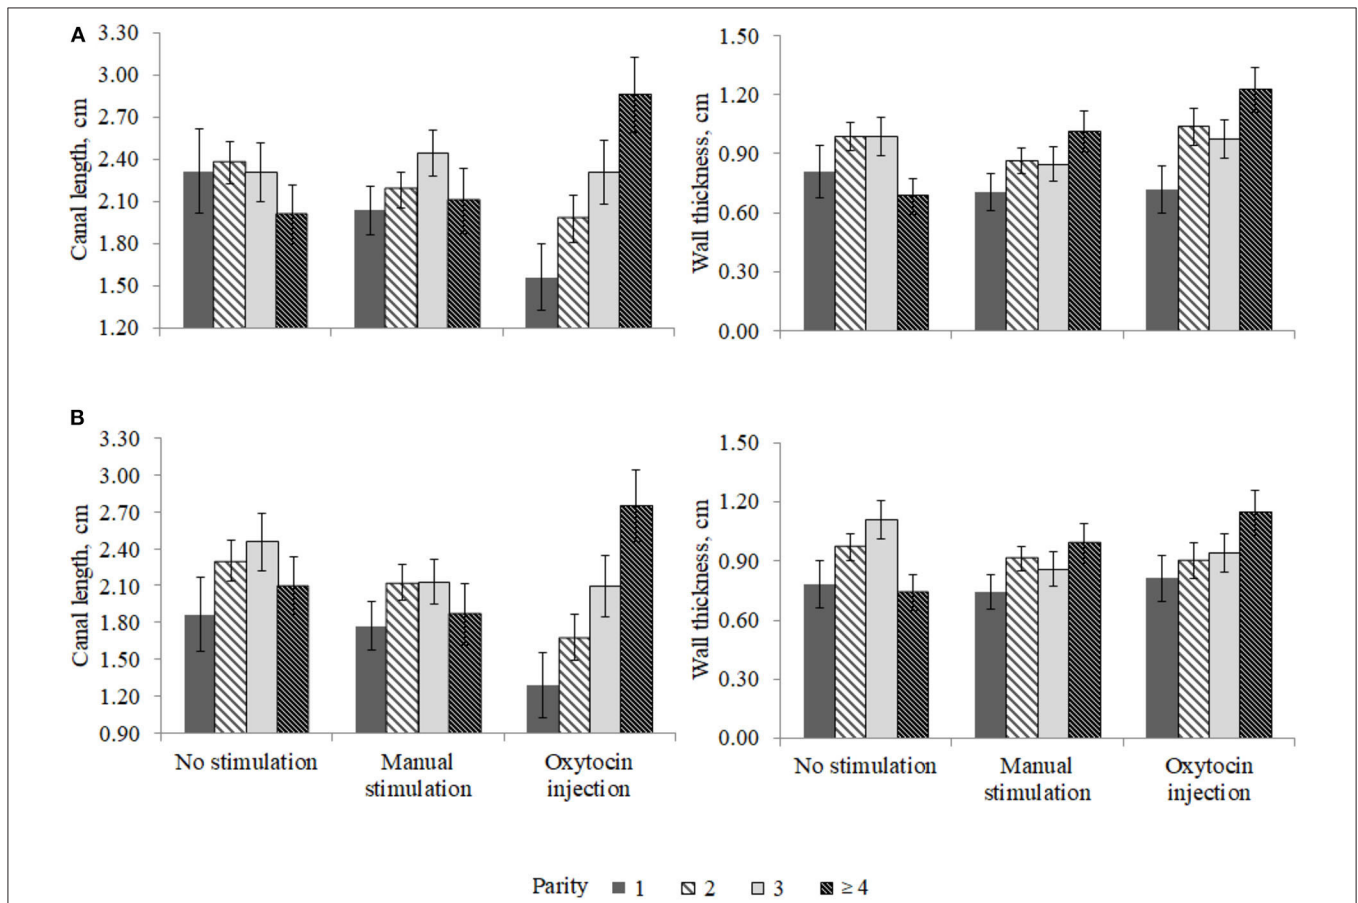 A
3.30
3.00
2.70
2.40
2.10
1.80
1.50
1.20
Canal length, cm
1.50
1.20
0.90
0.60
0.30
0.00
Wall thickness, cm
B
3.30
3.00
2.70
2.40
2.10
1.80
1.50
1.20
0.90
Canal length, cm
No stimulation
Manual
stimulation
Oxytocin
injection
1.50
1.20
0.90
0.60
0.30
0.00
Wall thickness, cm
No stimulation
Manual
stimulation
Oxytocin
injection
Parity 1 2 3 ≥ 4